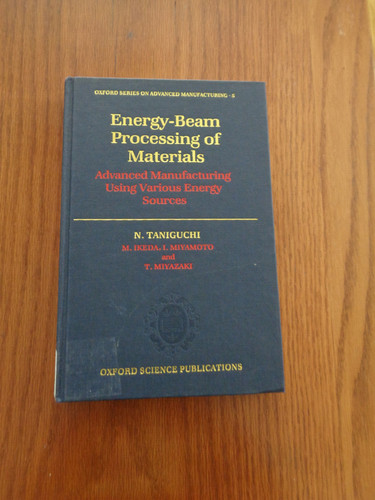 OXFORD SERIES ON ADVANCED MANUFACTURING · 8
Energy-Beam
Processing of
Materials
Advanced Manufacturing
Using Various Energy
Sources
N. TANIGUCHI
M. IKEDA, I. MIYAMOTO
and
T. MIYAZAKI
OXFORD SCIENCE PUBLICATIONS